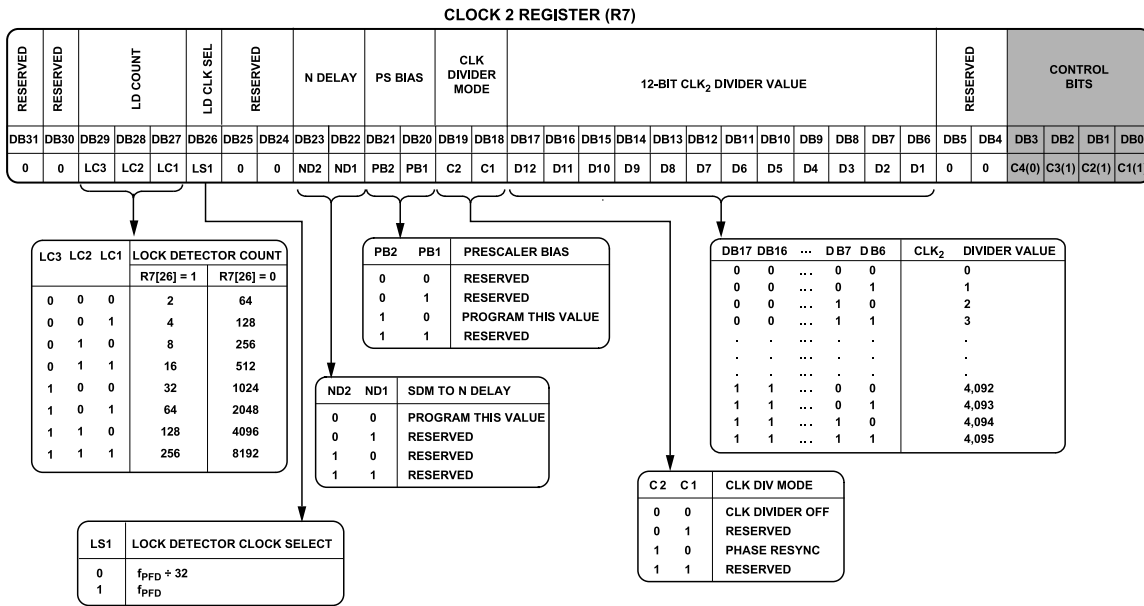 CLOCK 2 REGISTER (R7)
RESERVED RESERVED LD COUNT LD CLK SEL RESERVED N DELAY PS BIAS CLK DIVIDER MODE 12-BIT CLK₂ DIVIDER VALUE RESERVED CONTROL BITS
DB31 DB30 DB29 DB28 DB27 DB26 DB25 DB24 DB23 DB22 DB21 DB20 DB19 DB18 DB17 DB16 DB15 DB14 DB13 DB12 DB11 DB10 DB9 DB8 DB7 DB6 DB5 DB4 DB3 DB2 DB1 DB0
0 0 LC3 LC2 LC1 LS1 0 0 ND2 ND1 PB2 PB1 C2 C1 D12 D11 D10 D9 D8 D7 D6 D5 D4 D3 D2 D1 0 0 C4(0) C3(1) C2(1) C1(1
LC3 LC2 LC1 LOCK DETECTOR COUNT
R7[26] = 1 R7[26] = 0
0 0 0 2 64
0 0 1 4 128
0 1 0 8 256
0 1 1 16 512
1 0 0 32 1024
1 0 1 64 2048
1 1 0 128 4096
1 1 1 256 8192
PB2 PB1 PRESCALER BIAS
0 0 RESERVED
0 1 RESERVED
1 0 PROGRAM THIS VALUE
1 1 RESERVED
DB17 DB16 ... DB7 DB6 CLK₂ DIVIDER VALUE
0 0 ... 0 0 0
0 0 ... 0 1 1
0 0 ... 1 0 2
0 0 ... 1 1 3
. . ... . . .
. . ... . . .
. . ... . . .
1 1 ... 0 0 4,092
1 1 ... 0 1 4,093
1 1 ... 1 0 4,094
1 1 ... 1 1 4,095
ND2 ND1 SDM TO N DELAY
0 0 PROGRAM THIS VALUE
0 1 RESERVED
1 0 RESERVED
1 1 RESERVED
C2 C1 CLK DIV MODE
0 0 CLK DIVIDER OFF
0 1 RESERVED
1 0 PHASE RESYNC
1 1 RESERVED
LS1 LOCK DETECTOR CLOCK SELECT
0 fPFD ÷ 32
1 fPFD